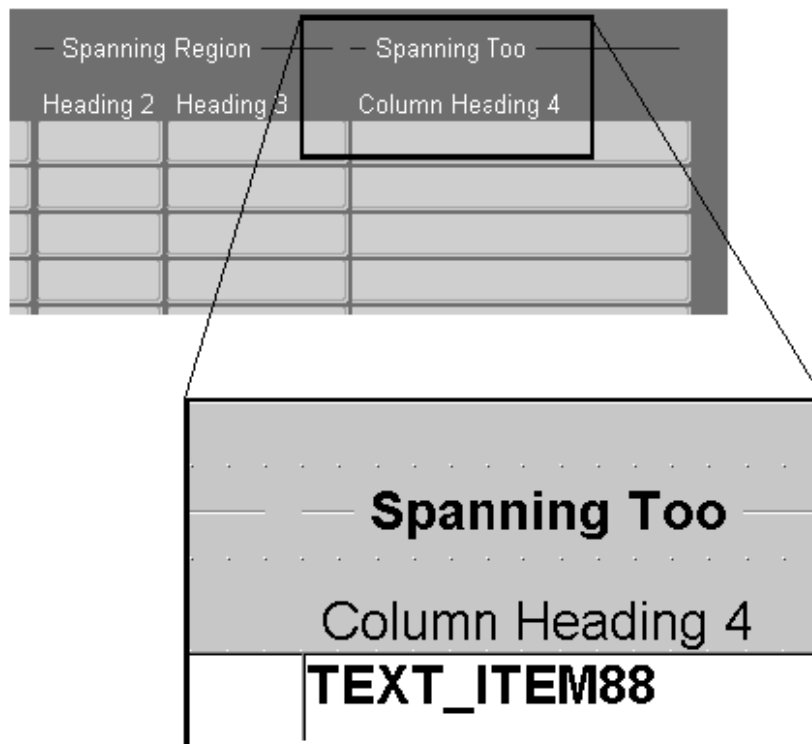 Spanning Region Spanning Too
Heading 2 Heading 3 Column Heading 4
Spanning Too
Column Heading 4
TEXT_ITEM88